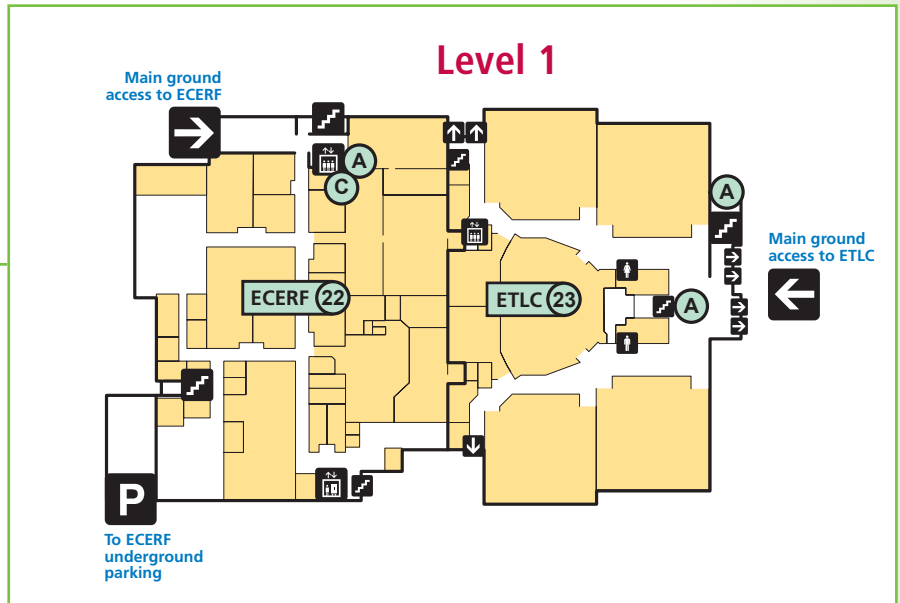 Level 1
Main ground
access to ECERF
A
C
A
Main ground
access to ETLC
ECERF 22
ETLC 23
A
P
To ECERF
underground
parking